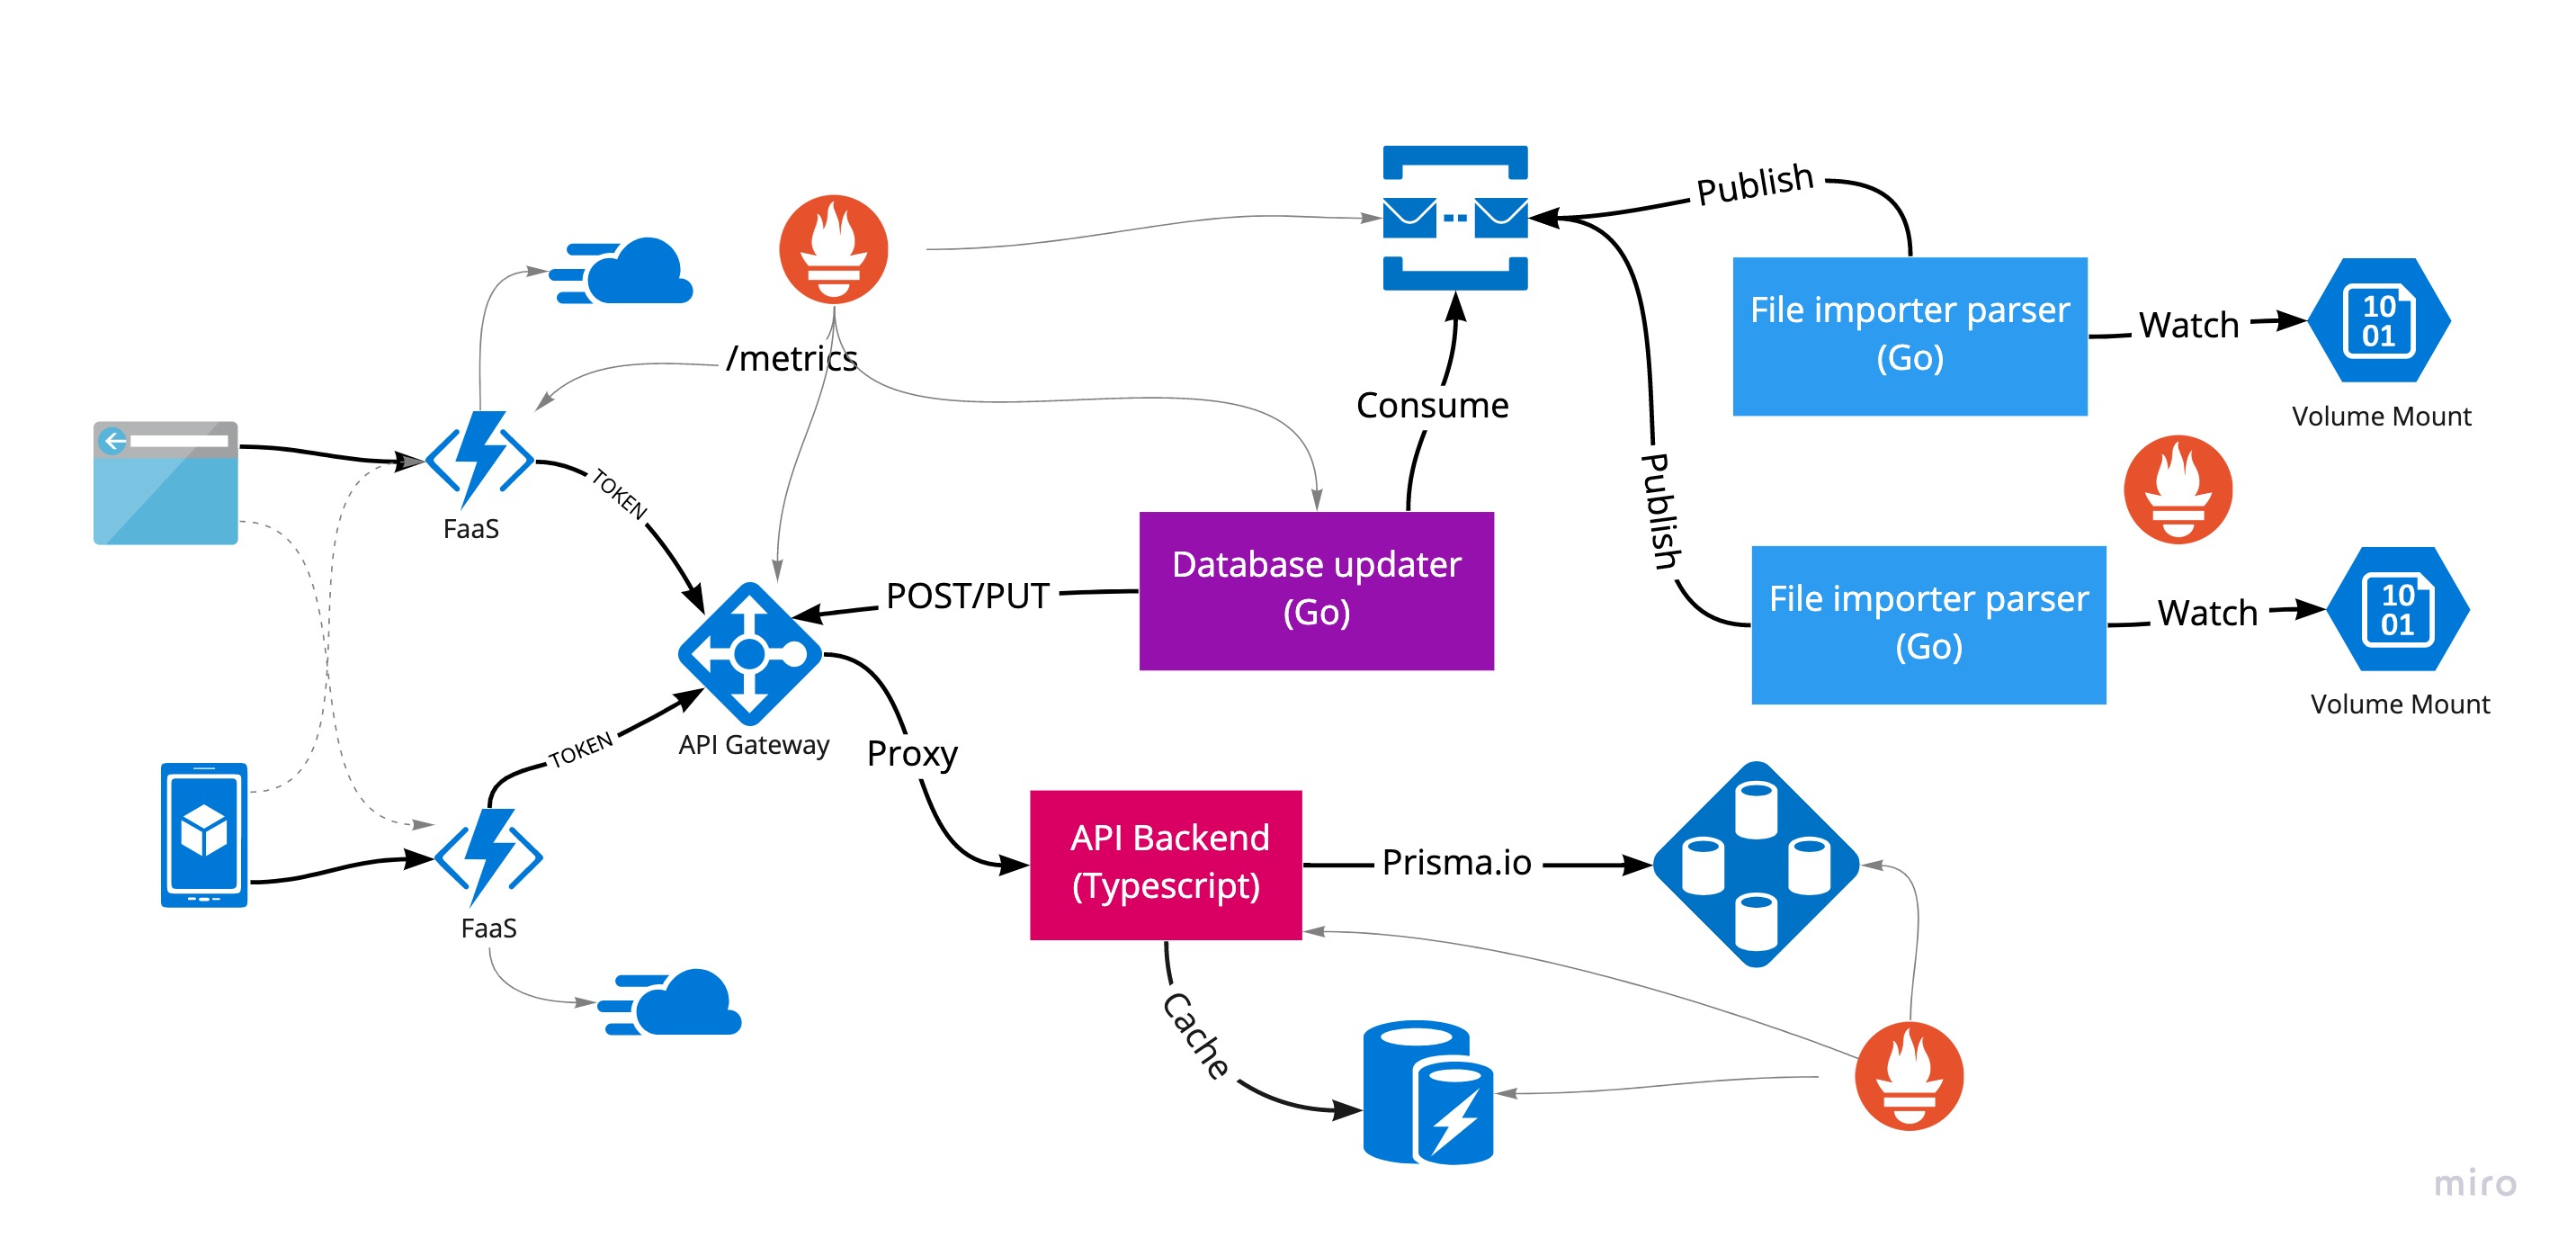 Publish
File importer parser
(Go)
Watch
10
01
Volume Mount
/metrics
Consume
FaaS
TOKEN
Publish
Database updater
(Go)
POST/PUT
File importer parser
(Go)
Watch
10
01
Volume Mount
API Gateway
TOKEN
Proxy
FaaS
API Backend
(Typescript)
Prisma.io
Cache
miro